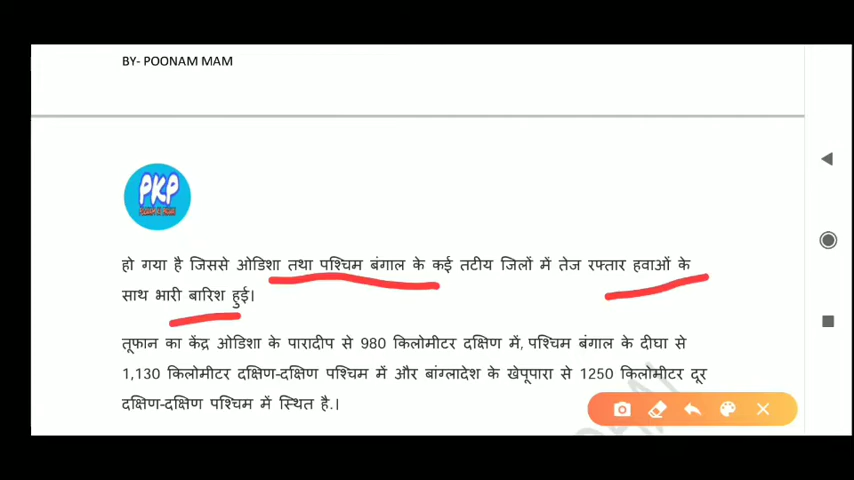 BY- POONAM MAM
PKP
हो गया है जिससे ओडिशा तथा पश्चिम बंगाल के कई तटीय जिलों में तेज रफ्तार हवाओं के
साथ भारी बारिश हुई।
तूफान का केंद्र ओडिशा के पारादीप से 980 किलोमीटर दक्षिण में, पश्चिम बंगाल के दीघा से
1,130 किलोमीटर दक्षिण-दक्षिण पश्चिम में और बांग्लादेश के खेपूपारा से 1250 किलोमीटर दूर
दक्षिण-दक्षिण पश्चिम में स्थित है.।